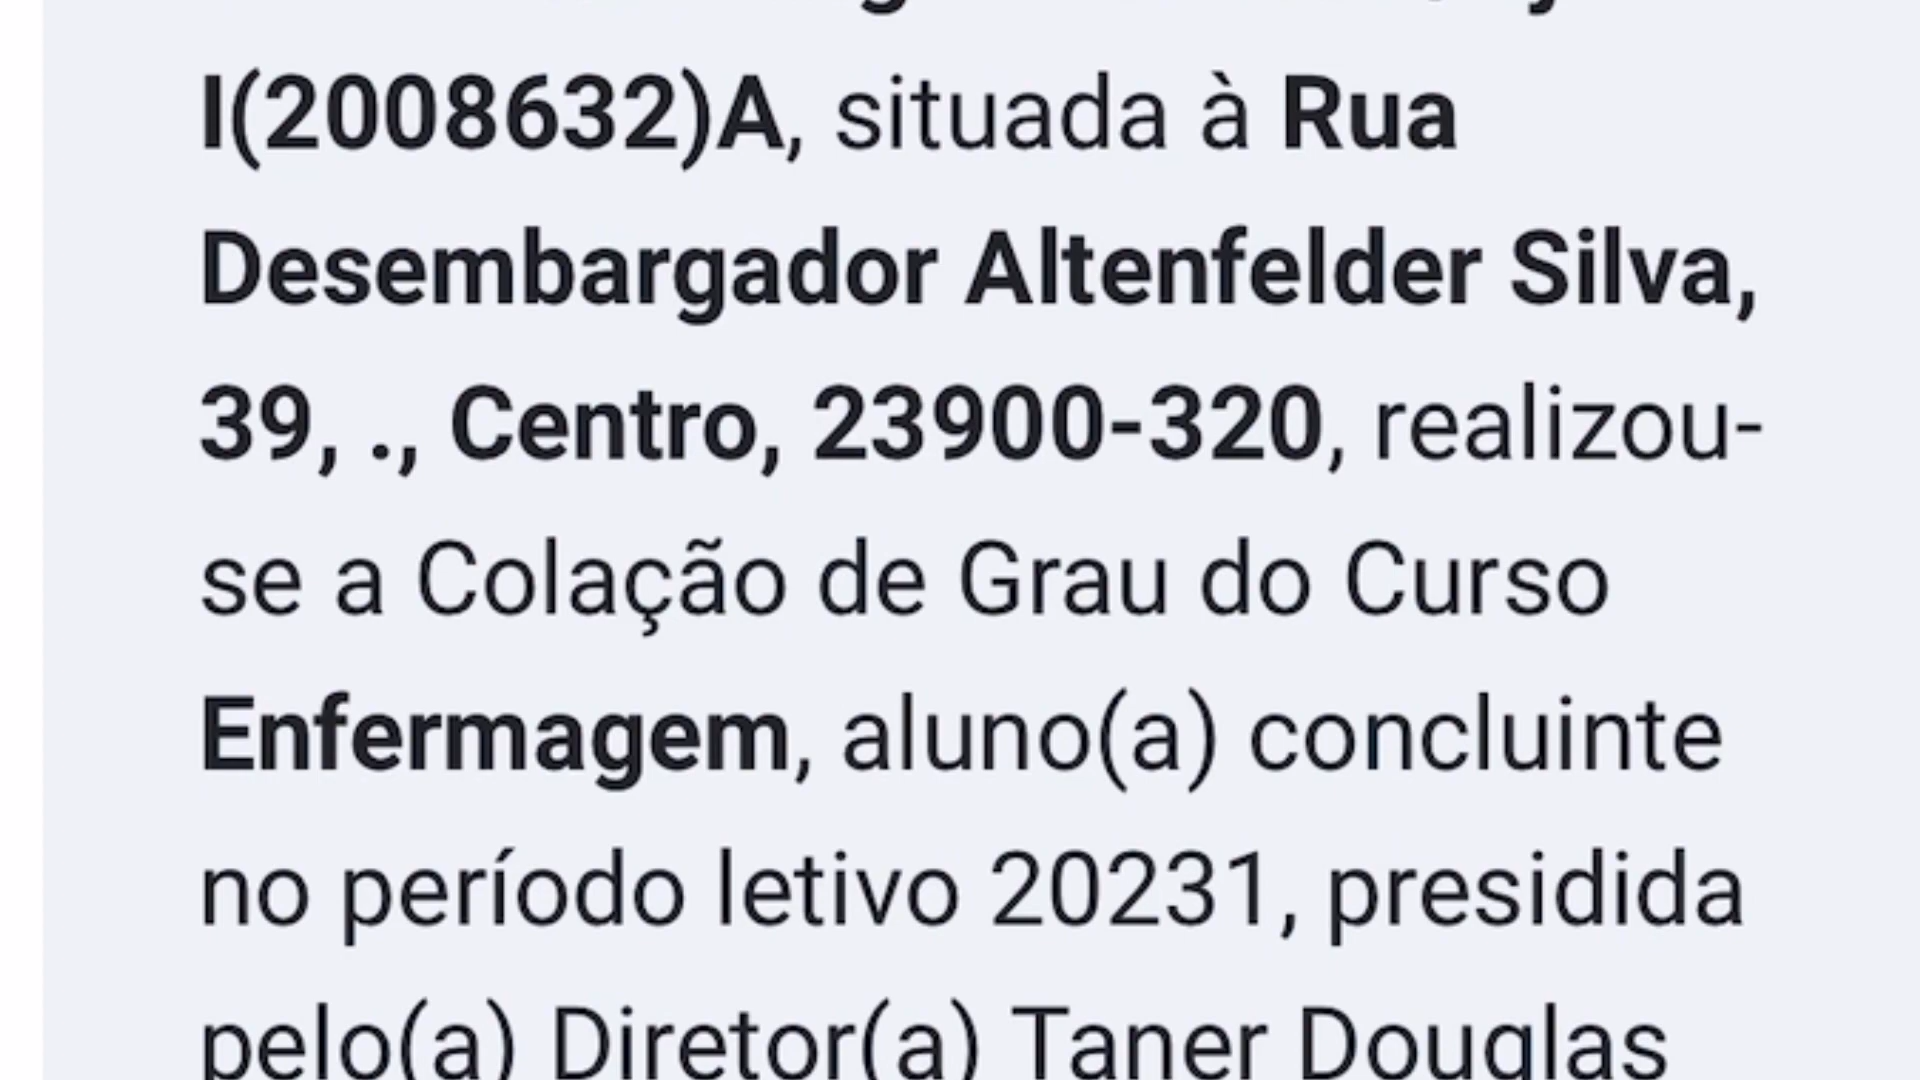 I(2008632)A, situada à Rua
Desembargador Altenfelder Silva,
39, ., Centro, 23900-320, realizou-
se a Colação de Grau do Curso
Enfermagem, aluno(a) concluinte
no período letivo 20231, presidida
pelo(a) Diretor(a) Taner Douglas